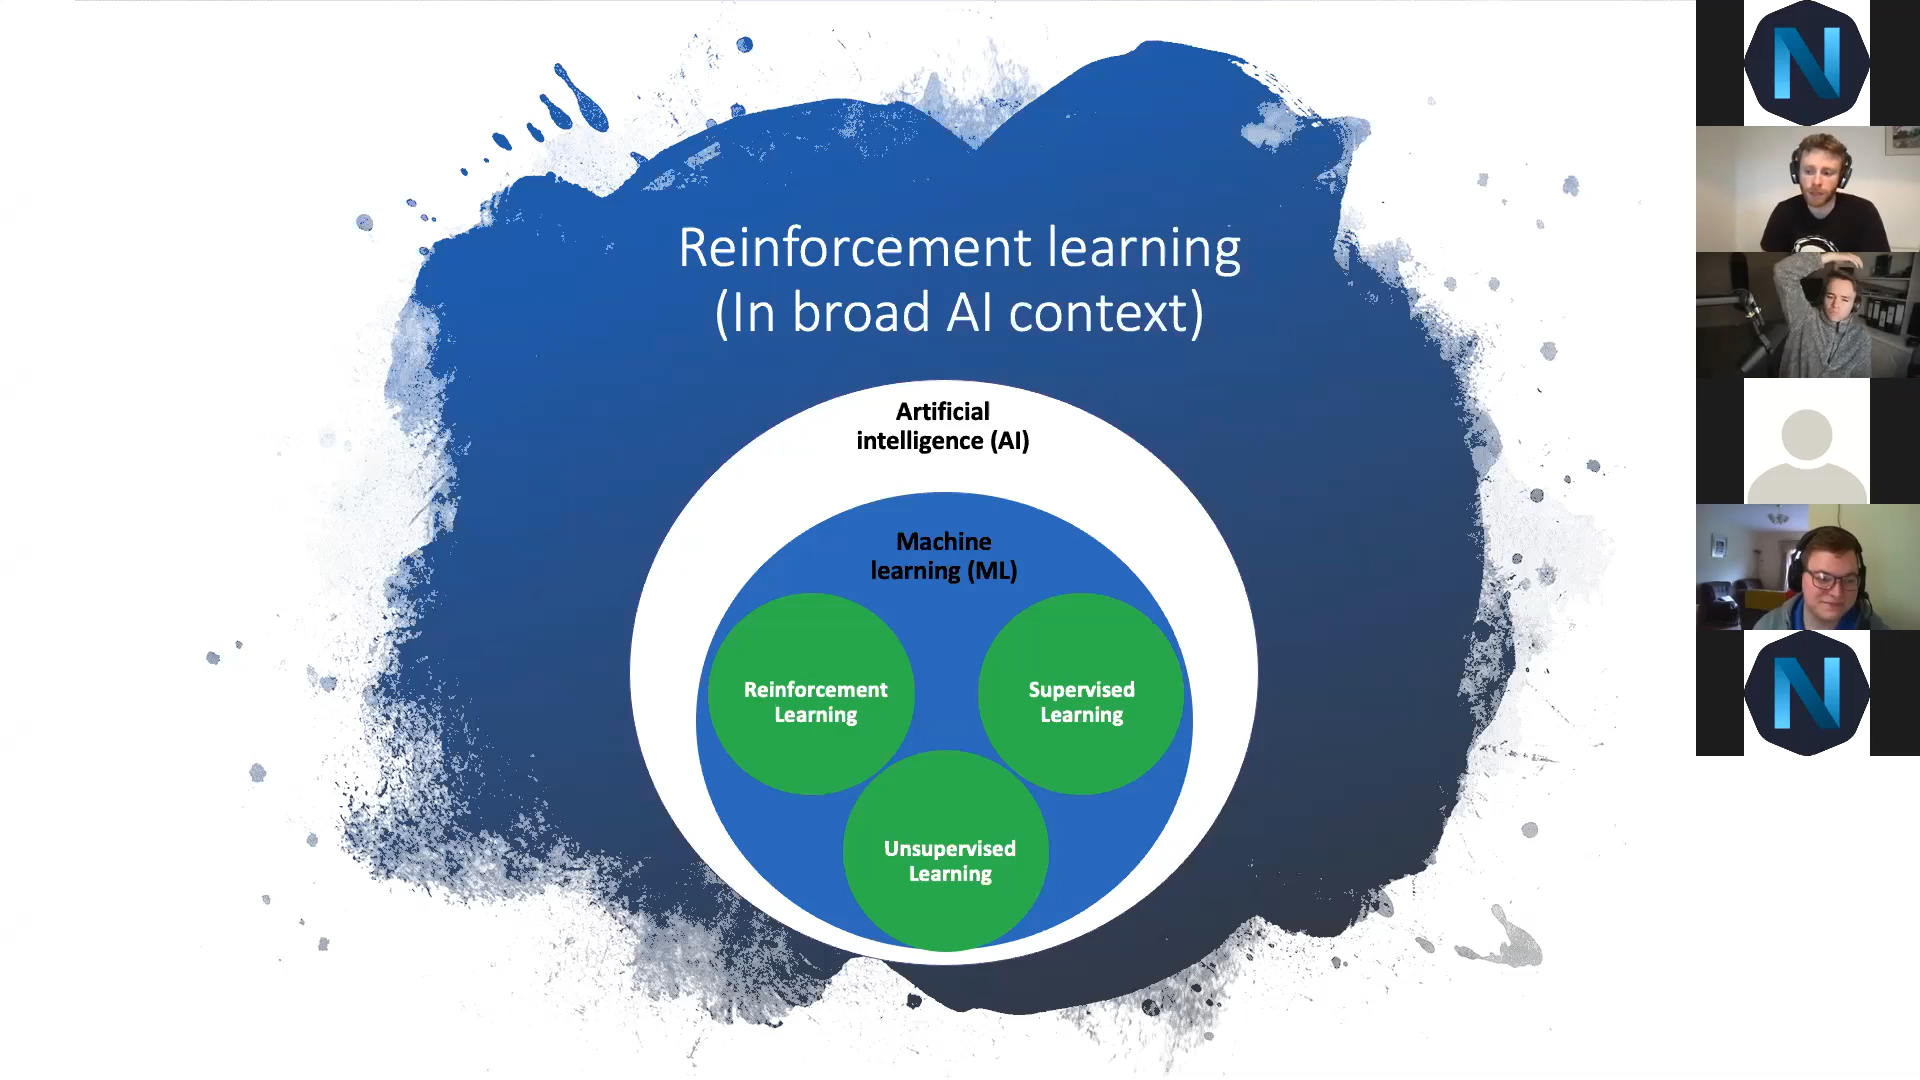 Reinforcement learning
(In broad AI context)
Artificial
intelligence (AI)
Machine
learning (ML)
Reinforcement
Learning
Supervised
Learning
Unsupervised
Learning
N
N